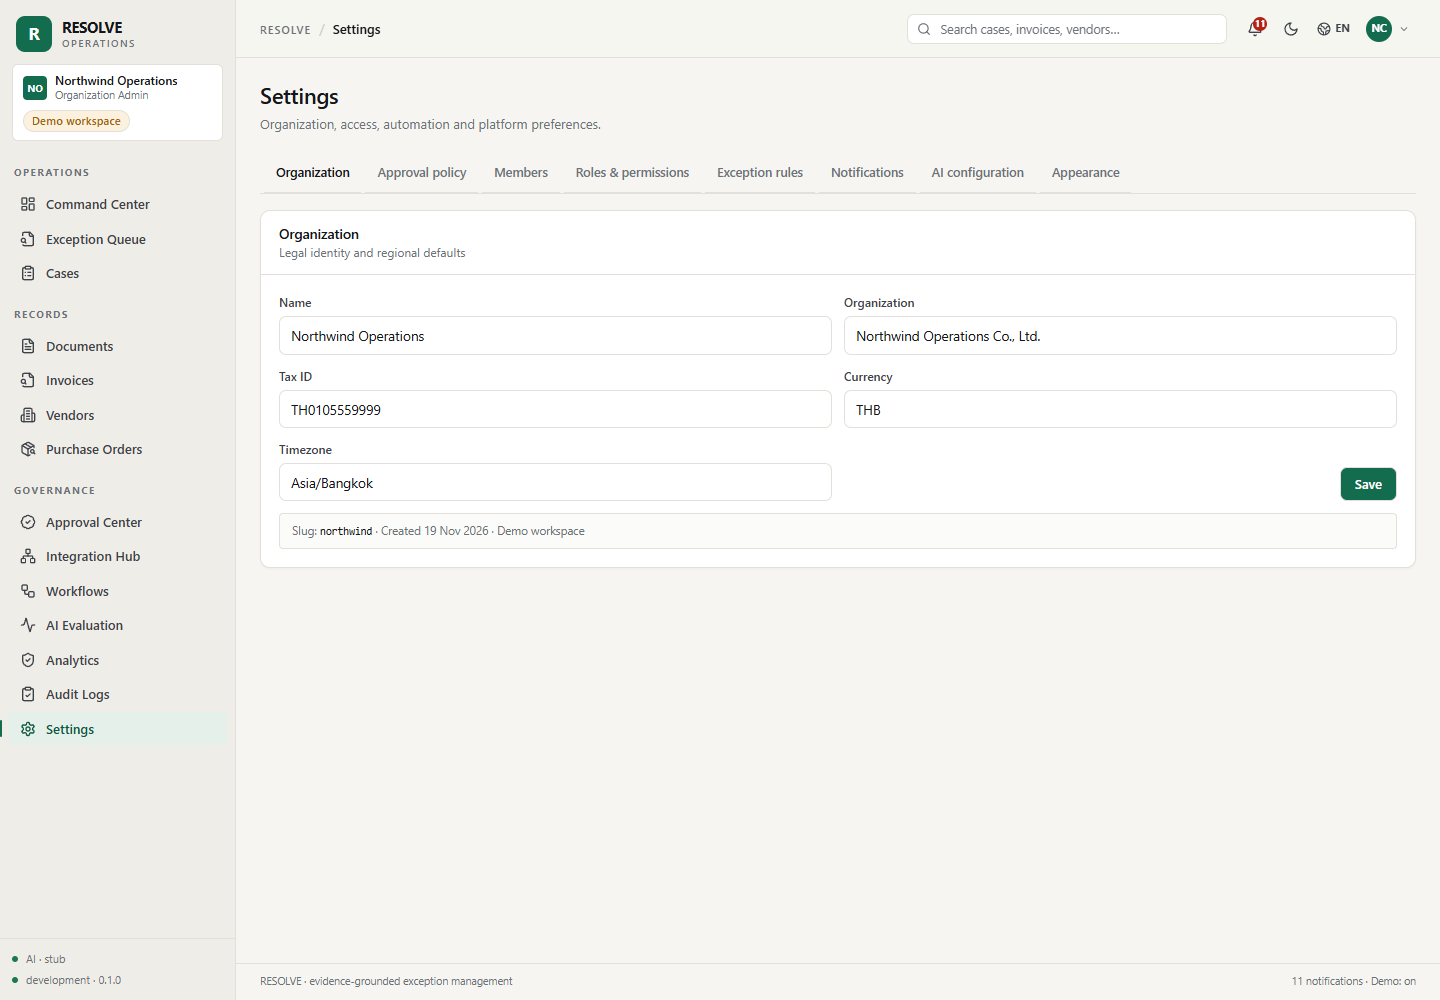 R
RESOLVE
OPERATIONS
NO
Northwind Operations
Organization Admin
Demo workspace
OPERATIONS
Command Center
Exception Queue
Cases
RECORDS
Documents
Invoices
Vendors
Purchase Orders
GOVERNANCE
Approval Center
Integration Hub
Workflows
AI Evaluation
Analytics
Audit Logs
Settings
AI · stub
development · 0.1.0
RESOLVE / Settings
Search cases, invoices, vendors...
11
EN
NC
Settings
Organization, access, automation and platform preferences.
Organization Approval policy Members Roles & permissions Exception rules Notifications AI configuration Appearance
Organization
Legal identity and regional defaults
Name
Northwind Operations
Organization
Northwind Operations Co., Ltd.
Tax ID
TH0105559999
Currency
THB
Timezone
Asia/Bangkok
Save
Slug: northwind · Created 19 Nov 2026 · Demo workspace
RESOLVE · evidence-grounded exception management
11 notifications · Demo: on